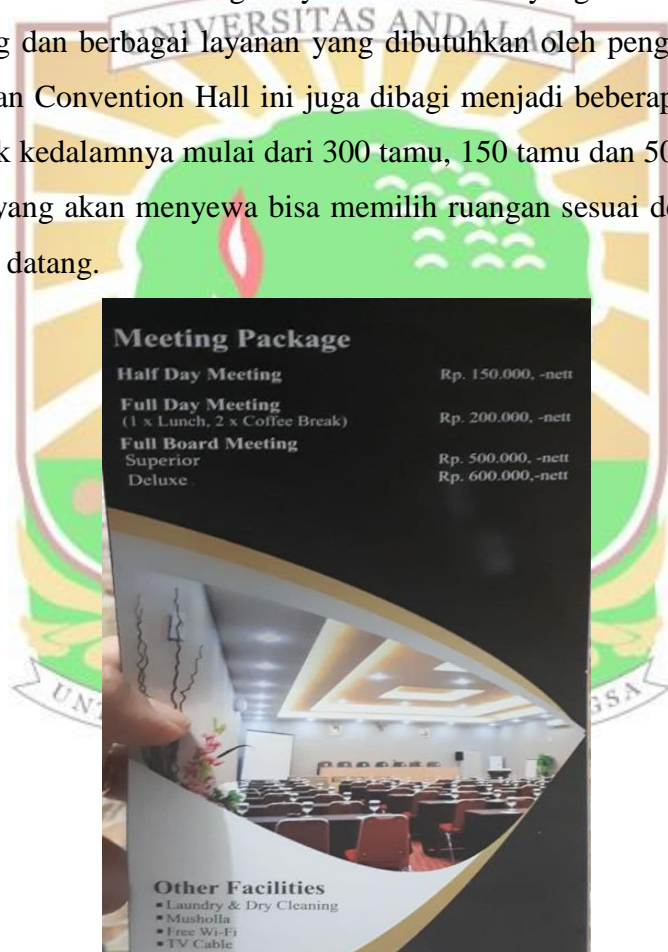 UNIVERSITAS ANDALAS
dan berbagai layanan yang dibutuhkan oleh
Convention Hall ini juga dibagi menjadi
kedalamnya mulai dari 300 tamu, 150 tamu dan 50
yang akan menyewa bisa memilih ruangan sesuai
datang.
Meeting Package
Half Day Meeting Rp. 150.000, -nett
Full Day Meeting
(1 x Lunch, 2 x Coffee Break) Rp. 200.000, -nett
Full Board Meeting
Superior Rp. 500.000, -nett
Deluxe Rp. 600.000,-nett
Other Facilities
▪ Laundry & Dry Cleaning
▪ Musholla
▪ Free Wi-Fi
▪ TV Cable